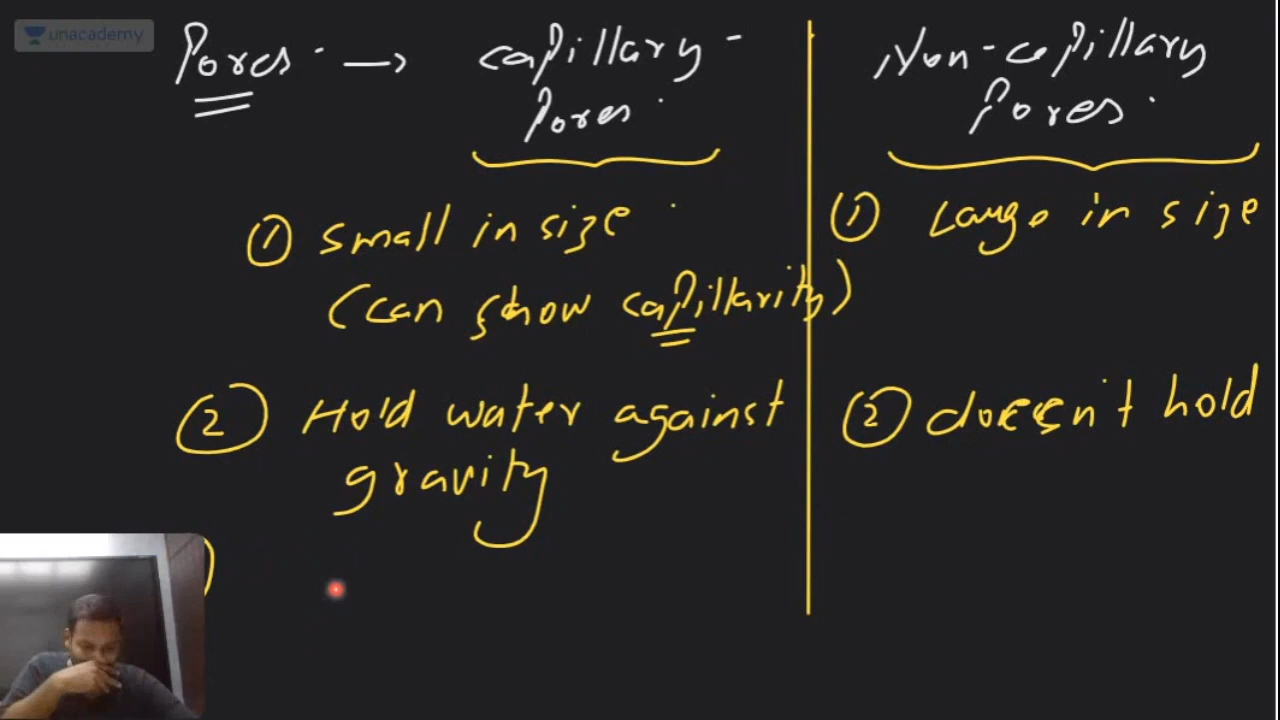 unacademy
Pores → capillary Non-capillary
Pores Pores
① small in size ① Large in size
(can show capillarity)
② Hold water against ② doesn't hold
gravity